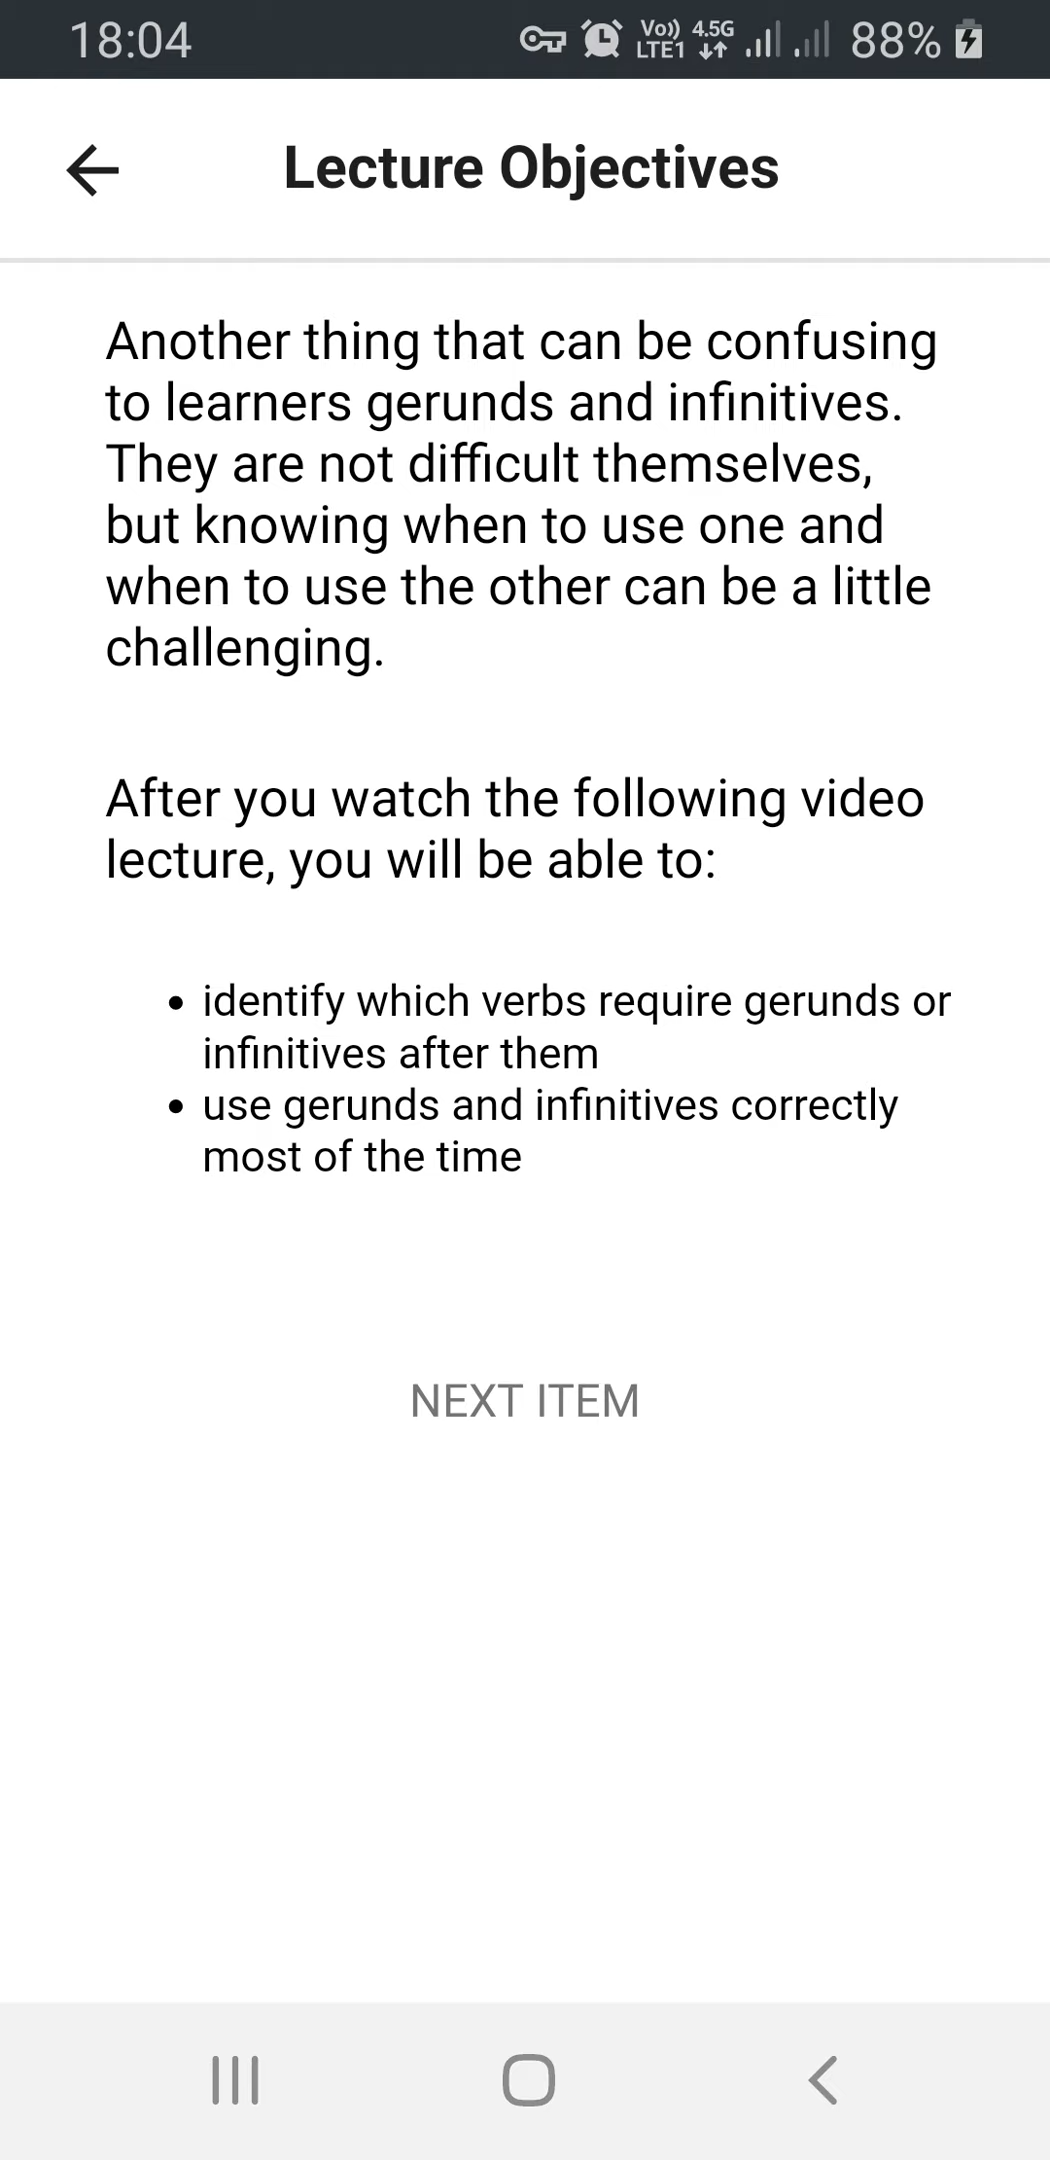 18:04
Vo)) LTE1 4.5G 88%
Lecture Objectives
Another thing that can be confusing
to learners gerunds and infinitives.
They are not difficult themselves,
but knowing when to use one and
when to use the other can be a little
challenging.
After you watch the following video
lecture, you will be able to:
• identify which verbs require gerunds or
infinitives after them
• use gerunds and infinitives correctly
most of the time
NEXT ITEM